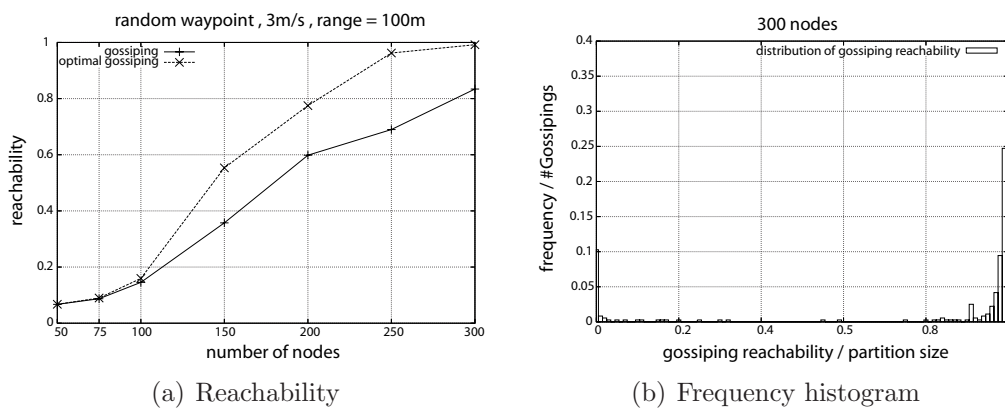 random waypoint , 3m/s , range = 100m
gossiping
optimal gossiping
1
0.8
0.6
0.4
0.2
0
50 75 100 150 200 250 300
reachability
number of nodes
(a) Reachability
300 nodes
distribution of gossiping reachability
0.4
0.35
0.3
0.25
0.2
0.15
0.1
0.05
0
0 0.2 0.4 0.5 0.8
frequency / #Gossipings
gossiping reachability / partition size
(b) Frequency histogram